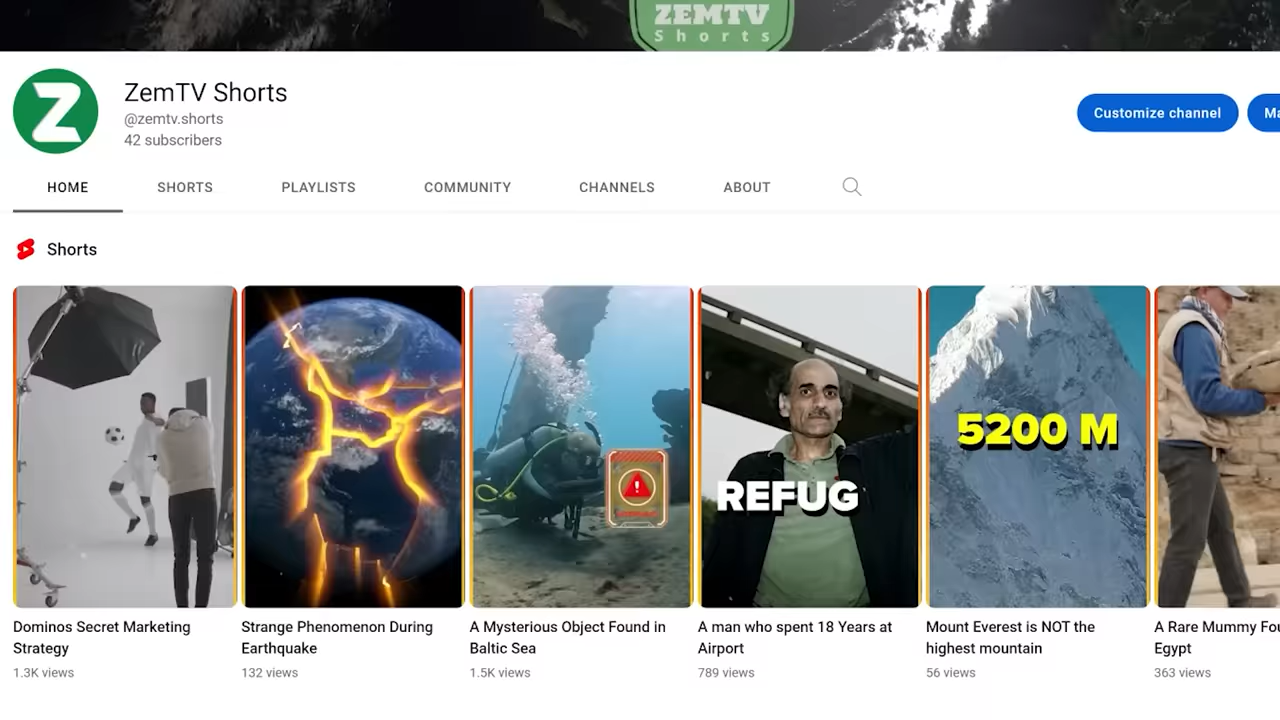 ZEMTV
Shorts
Z
ZemTV Shorts
@zemtv.shorts
42 subscribers
Customize channel
Ma
HOME
SHORTS
PLAYLISTS
COMMUNITY
CHANNELS
ABOUT
Shorts
REFUG
5200 M
Dominos Secret Marketing
Strategy
1.3K views
Strange Phenomenon During
Earthquake
132 views
A Mysterious Object Found in
Baltic Sea
1.5K views
A man who spent 18 Years at
Airport
789 views
Mount Everest is NOT the
highest mountain
56 views
A Rare Mummy Fou
Egypt
363 views